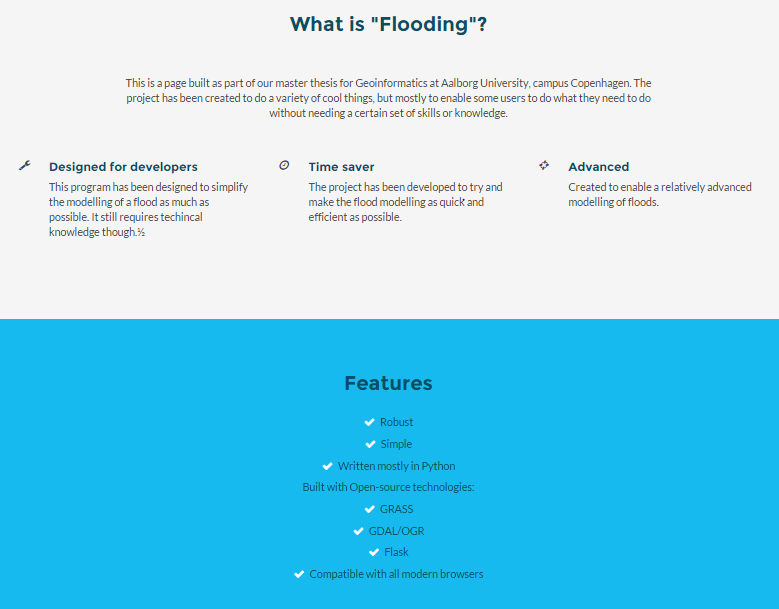 What is "Flooding"?
This is a page built as part of our master thesis for Geoinformatics at Aalborg University, campus Copenhagen. The
project has been created to do a variety of cool things, but mostly to enable some users to do what they need to do
without needing a certain set of skills or knowledge.
Designed for developers
This program has been designed to simplify
the modelling of a flood as much as
possible. It still requires techincal
knowledge though.½
Time saver
The project has been developed to try and
make the flood modelling as quick and
efficient as possible.
Advanced
Created to enable a relatively advanced
modelling of floods.
Features
Robust
Simple
Written mostly in Python
Built with Open-source technologies:
GRASS
GDAL/OGR
Flask
Compatible with all modern browsers